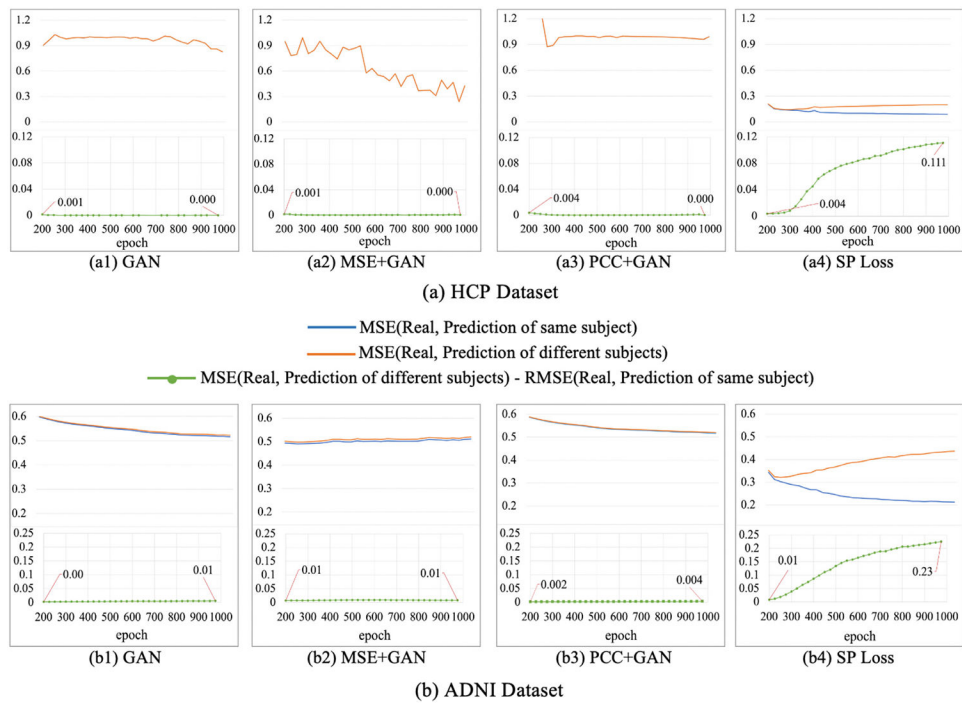 1.2 1.2 1.2 1.2
0.9 0.9 0.9 0.9
0.6 0.6 0.6 0.6
0.3 0.3 0.3 0.3
0 0 0 0
0.12 0.12 0.12 0.12
0.111
0.08 0.08 0.08 0.08
0.04 0.001 0.000 0.04 0.001 0.000 0.04 0.004 0.000 0.04 0.004
0 0 0 0
200 300 400 500 600 700 800 900 1000 200 300 400 500 600 700 800 900 1000 200 300 400 500 600 700 800 900 1000 200 300 400 500 600 700 800 900 1000
epoch epoch epoch epoch
(a1) GAN (a2) MSE+GAN (a3) PCC+GAN (a4) SP Loss
(a) HCP Dataset
MSE(Real, Prediction of same subject)
MSE(Real, Prediction of different subjects)
MSE(Real, Prediction of different subjects) - RMSE(Real, Prediction of same subject)
0.6 0.6 0.6 0.6
0.5 0.5 0.5 0.5
0.4 0.4 0.4 0.4
0.3 0.3 0.3 0.3
0.2 0.2 0.2 0.2
0.25 0.25 0.25 0.25
0.2 0.2 0.2 0.2
0.15 0.15 0.15 0.15
0.1 0.00 0.01 0.1 0.01 0.01 0.1 0.002 0.004 0.1 0.01 0.23
0.05 0.05 0.05 0.05
0 0 0 0
200 300 400 500 600 700 800 900 1000 200 300 400 500 600 700 800 900 1000 200 300 400 500 600 700 800 900 1000 200 300 400 500 600 700 800 900 1000
epoch epoch epoch epoch
(b1) GAN (b2) MSE+GAN (b3) PCC+GAN (b4) SP Loss
(b) ADNI Dataset